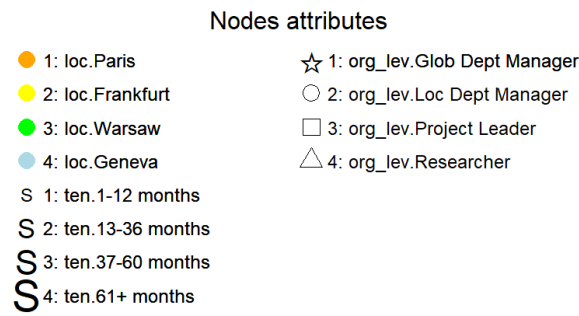 Nodes attributes
1: loc.Paris
2: loc.Frankfurt
3: loc.Warsaw
4: loc.Geneva
S 1: ten.1-12 months
S 2: ten.13-36 months
S 3: ten.37-60 months
S 4: ten.61+ months
1: org_lev.Glob Dept Manager
2: org_lev.Loc Dept Manager
3: org_lev.Project Leader
4: org_lev.Researcher